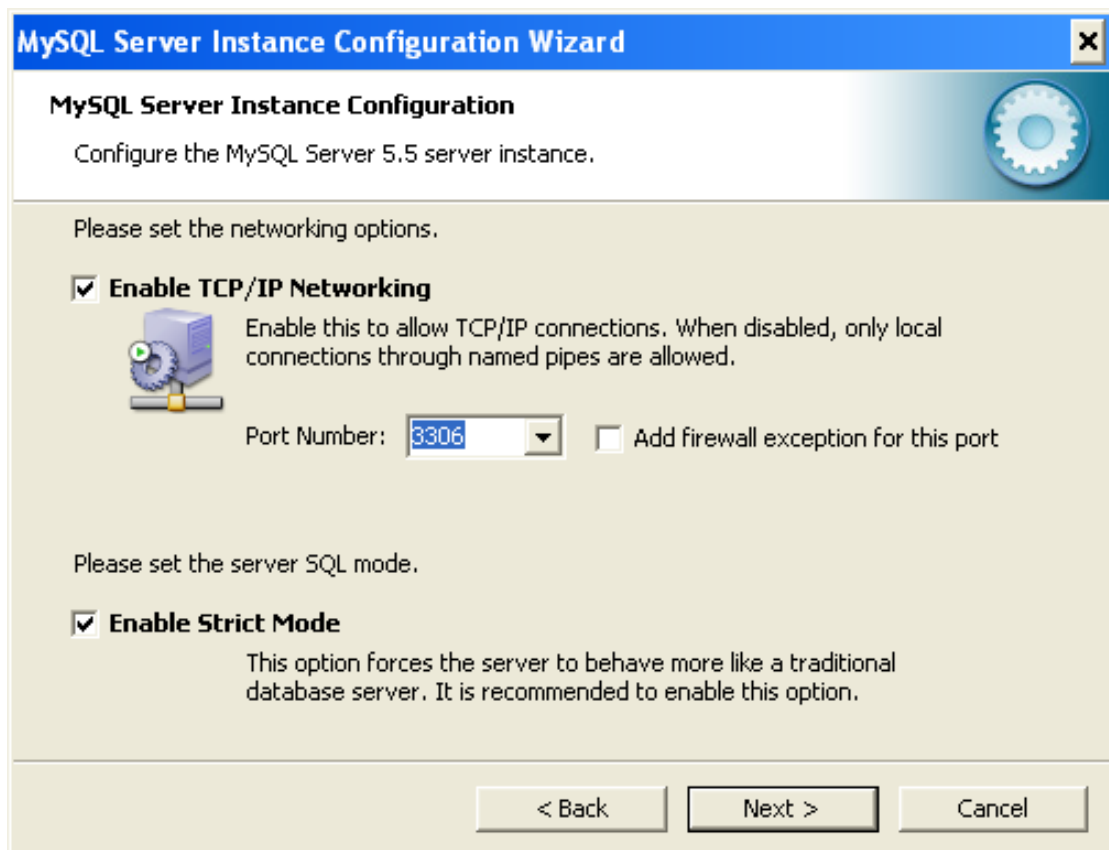 MySQL Server Instance Configuration Wizard
MySQL Server Instance Configuration
Configure the MySQL Server 5.5 server instance.
Please set the networking options.
Enable TCP/IP Networking
Enable this to allow TCP/IP connections. When disabled, only local
connections through named pipes are allowed.
Port Number: 3306 Add firewall exception for this port
Please set the server SQL mode.
Enable Strict Mode
This option forces the server to behave more like a traditional
database server. It is recommended to enable this option.
< Back Next > Cancel